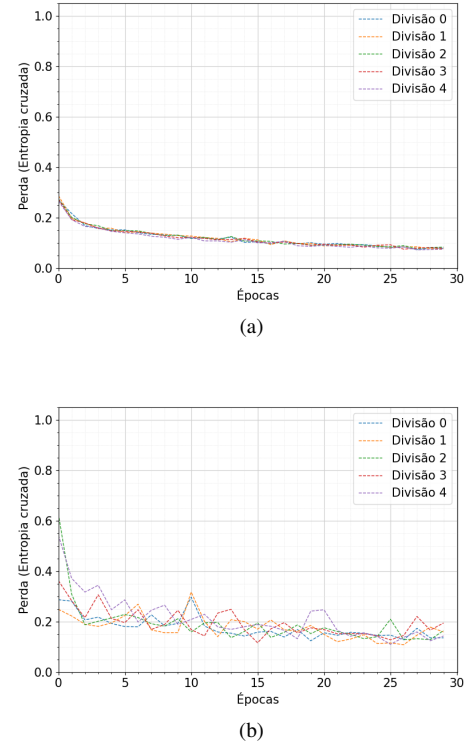 1.0
0.8
0.6
0.4
0.2
0.0
Perda (Entropia cruzada)
Divisão 0
Divisão 1
Divisão 2
Divisão 3
Divisão 4
0 5 10 15 20 25 30
Épocas
(a)
1.0
0.8
0.6
0.4
0.2
0.0
Perda (Entropia cruzada)
Divisão 0
Divisão 1
Divisão 2
Divisão 3
Divisão 4
0 5 10 15 20 25 30
Épocas
(b)